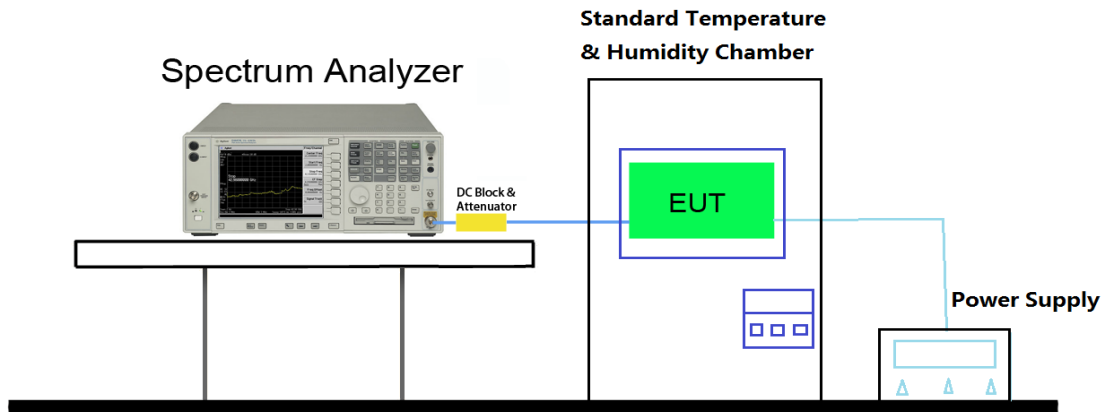 Standard Temperature
& Humidity Chamber
Spectrum Analyzer
DC Block &
Attenuator
EUT
Power Supply